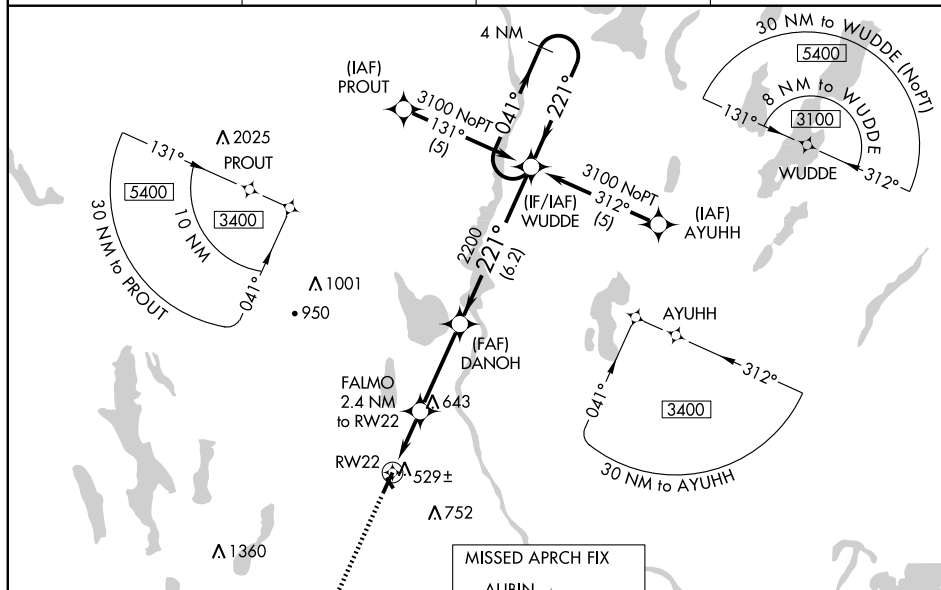 4 NM
30 NM to WUDDE (NoPT)
5400
8 NM to WUDDE
3100
131°
312°
WUDDE
(IAF)
PROUT
3100 NoPT
131°
(5)
041°
221°
2025
131°
PROUT
5400
3400
10 NM
30 NM to PROUT
041°
(IF/IAF)
WUDDE
3100 NoPT
312°
(5)
(IAF)
AYUHH
2200
221°
(6.2)
1001
950
(FAF)
DANOH
AYUHH
312°
041°
3400
30 NM to AYUHH
FALMO
2.4 NM
to RW22
643
RW22
529±
752
1360
MISSED APRCH FIX
AUBIN